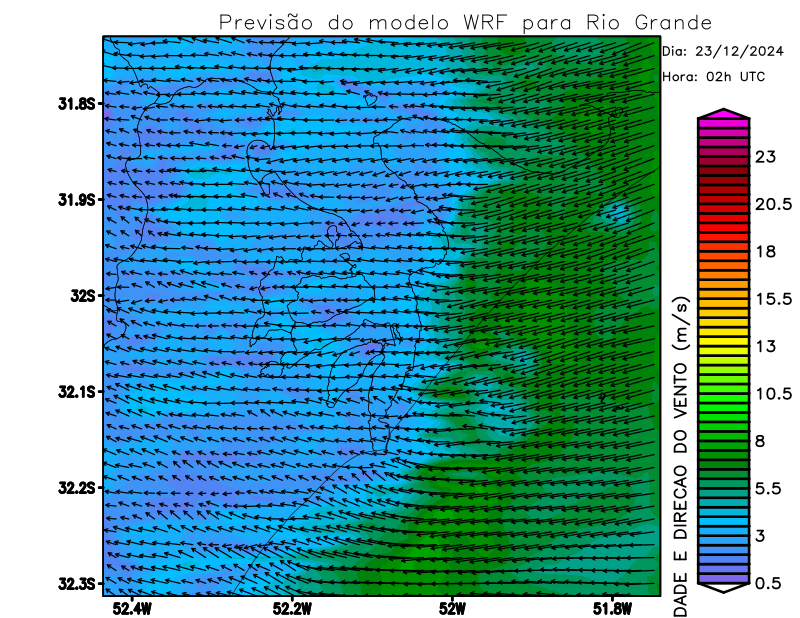 Previsão do modelo WRF para Rio Grande
Dia: 23/12/2024
Hora: 02h UTC
31.8S
31.9S
32S
32.1S
32.2S
32.3S
52.4W
52.2W
52W
51.8W
23
20.5
18
15.5
13
10.5
8
5.5
3
0.5
DADE E DIRECAO DO VENTO (m/s)